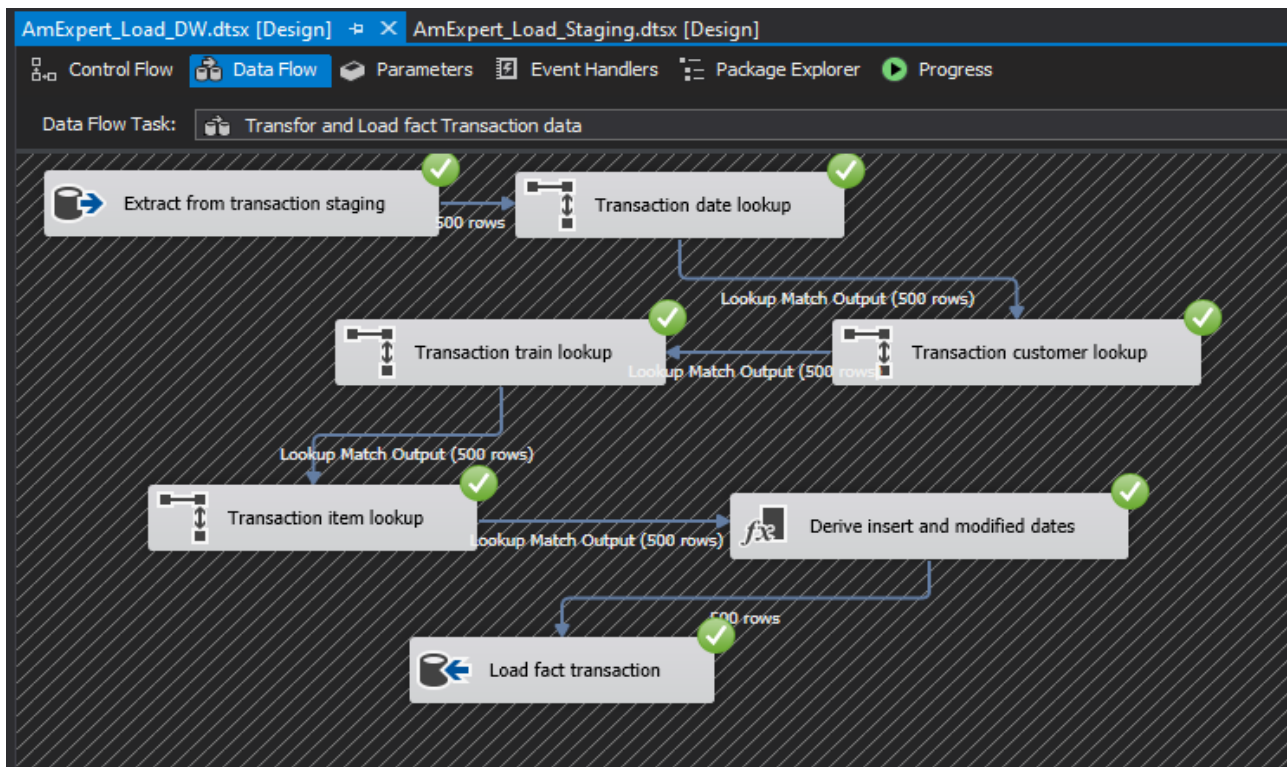 AmExpert_Load_DW.dtsx [Design] AmExpert_Load_Staging.dtsx [Design]
Control Flow Data Flow Parameters Event Handlers Package Explorer Progress
Data Flow Task: Transfor and Load fact Transaction data
Extract from transaction staging
500 rows
Transaction date lookup
Lookup Match Output (500 rows)
Transaction customer lookup
Lookup Match Output (500 rows)
Transaction train lookup
Lookup Match Output (500 rows)
Transaction item lookup
Lookup Match Output (500 rows)
Derive insert and modified dates
500 rows
Load fact transaction